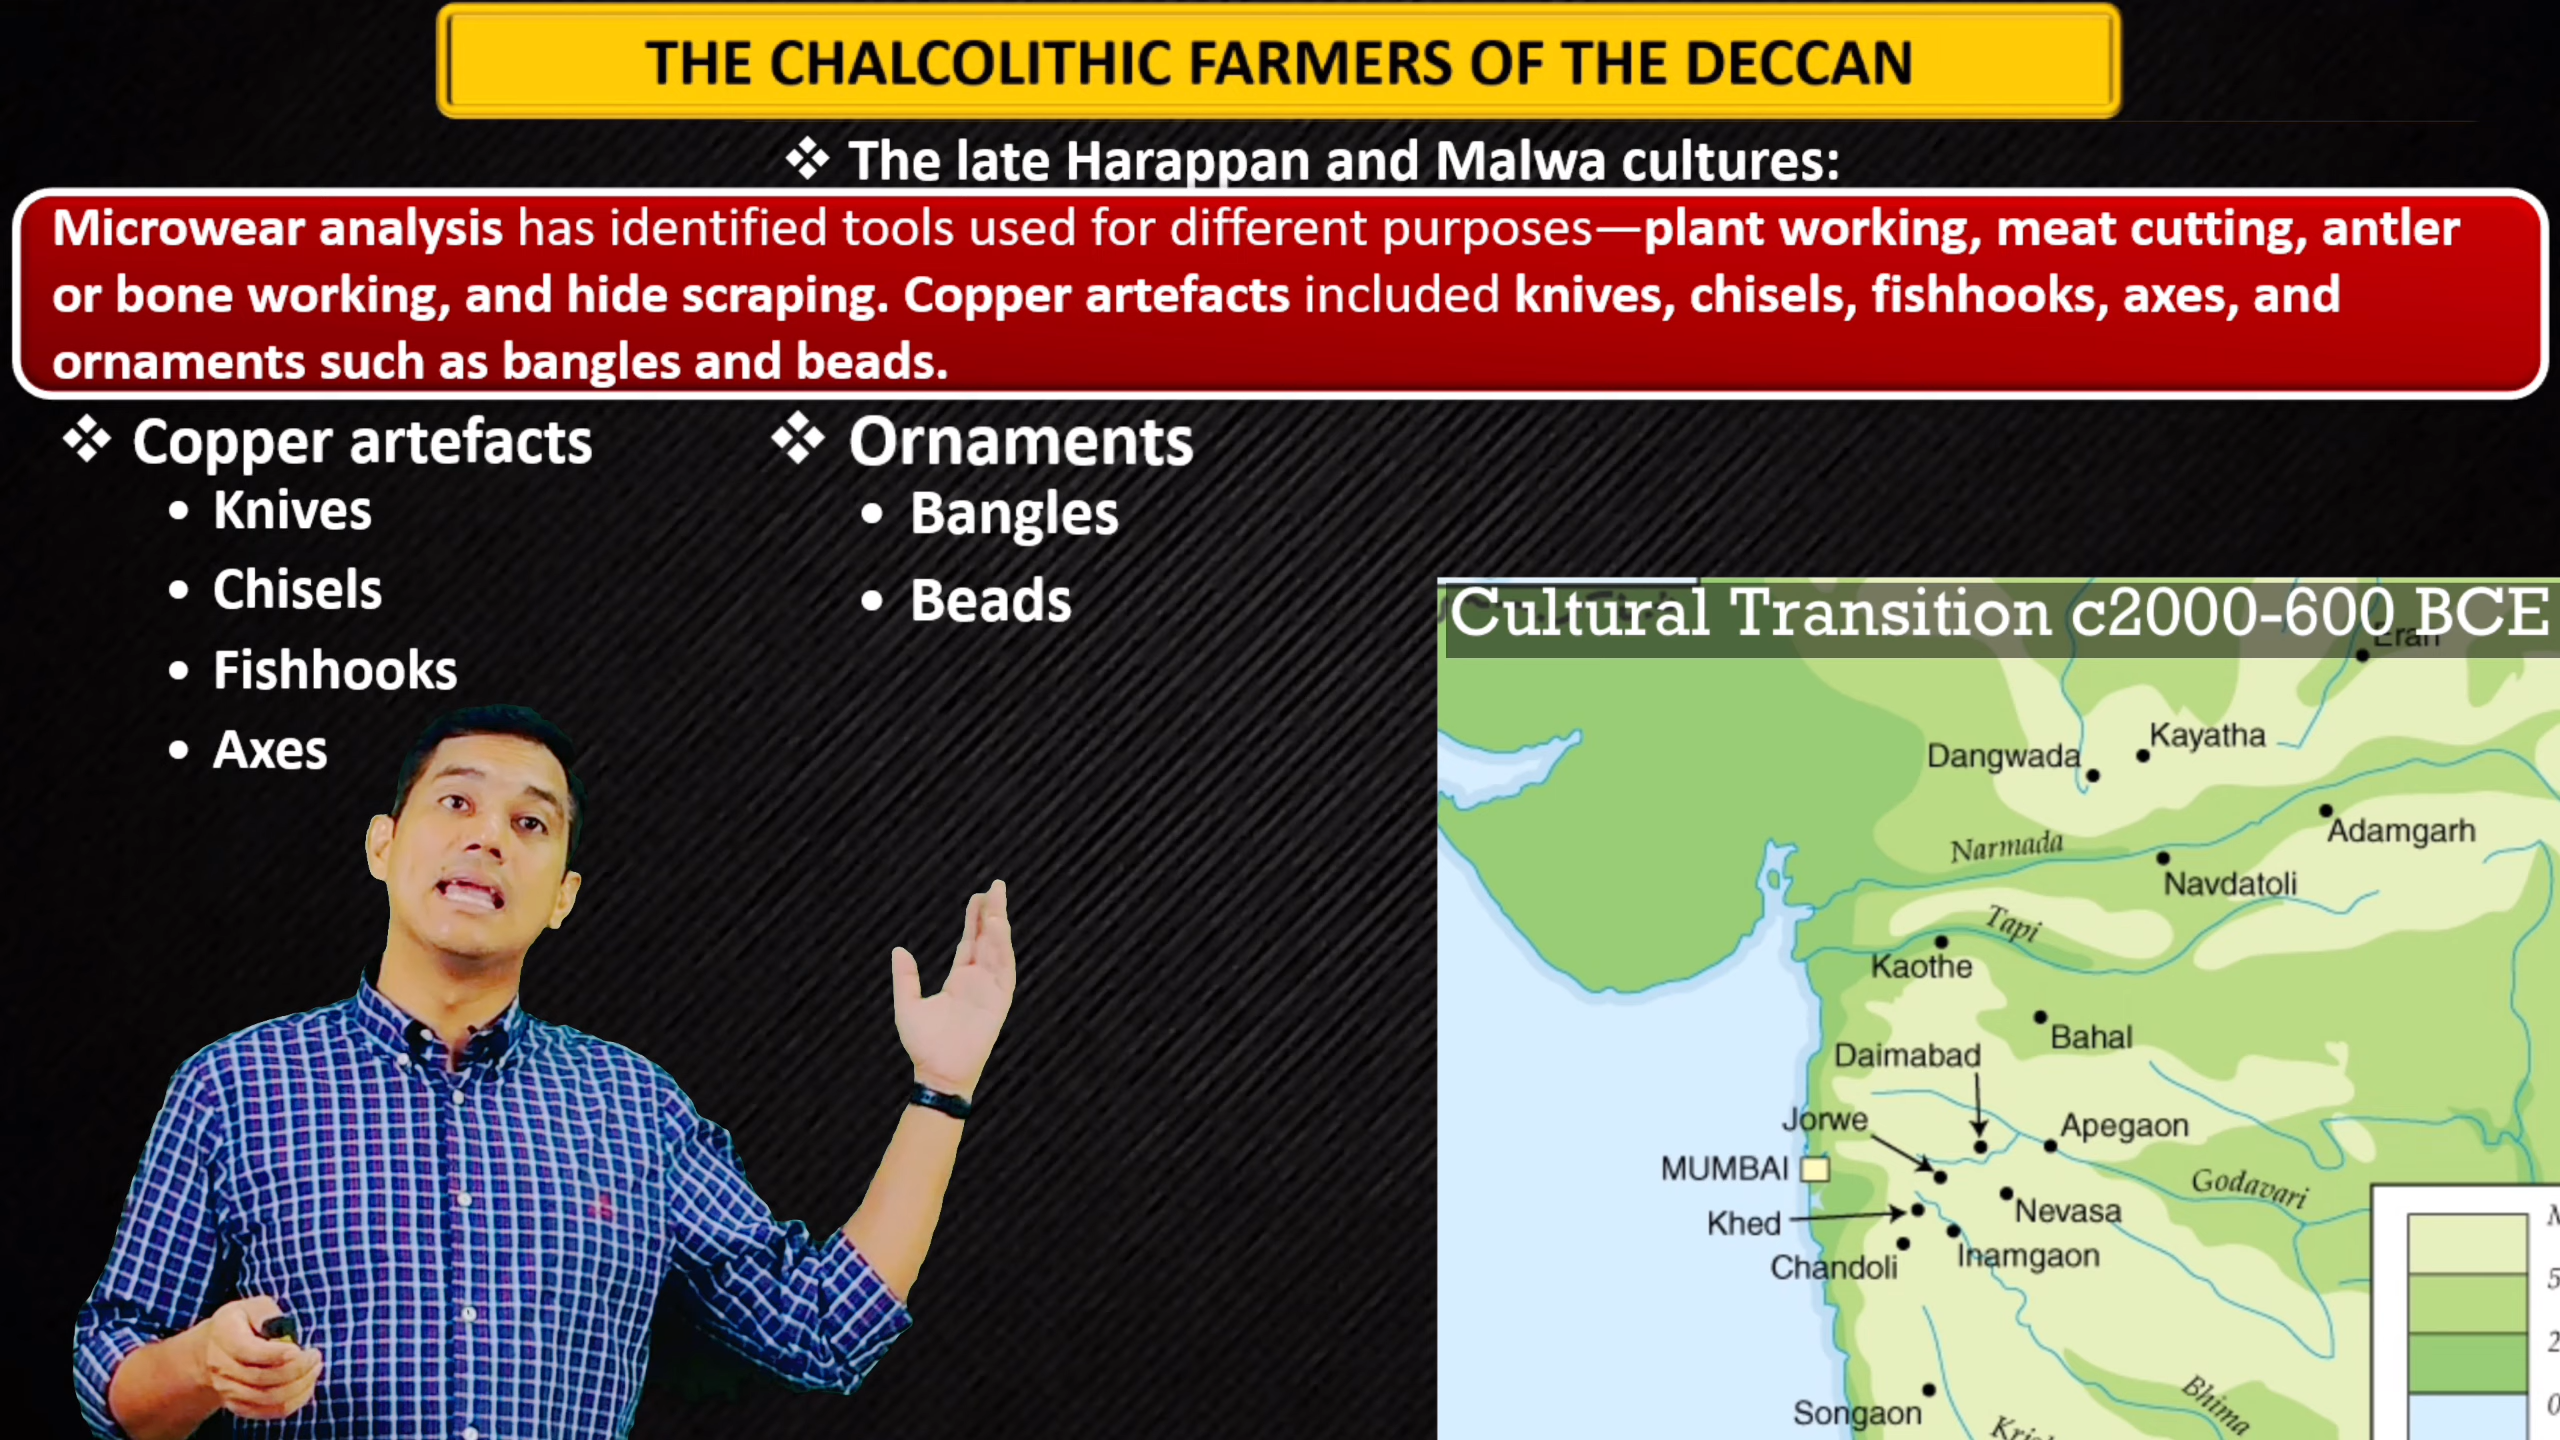 THE CHALCOLITHIC FARMERS OF THE DECCAN
❖ The late Harappan and Malwa cultures:
Microwear analysis has identified tools used for different purposes—plant working, meat cutting, antler
or bone working, and hide scraping. Copper artefacts included knives, chisels, fishhooks, axes, and
ornaments such as bangles and beads.
❖ Copper artefacts
• Knives
• Chisels
• Fishhooks
• Axes
❖ Ornaments
• Bangles
• Beads
Cultural Transition c2000-600 BCE
Eran
Kayatha
Dangwada
Adamgarh
Narmada
Navdatoli
Tapi
Kaothe
Bahal
Daimabad
Jorwe
Apegaon
MUMBAI
Godavari
Nevasa
Khed
Inamgaon
Chandoli
Bhima
Songaon